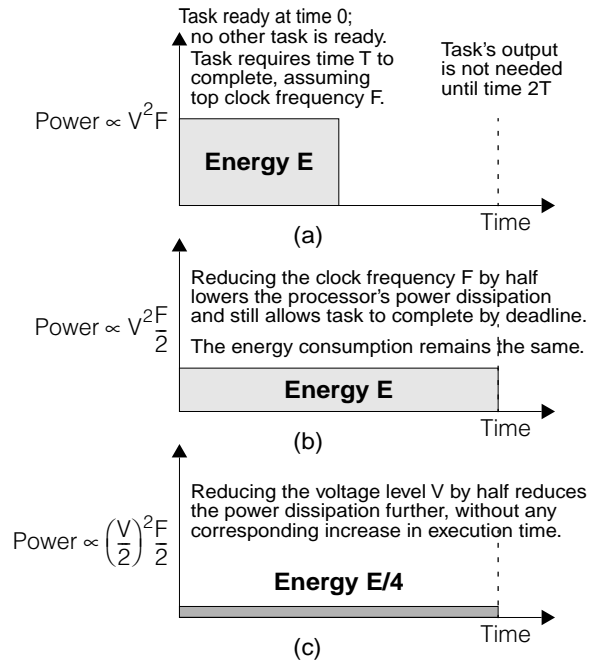 Task ready at time 0;
no other task is ready.
Task requires time T to
complete, assuming
top clock frequency F.
Task's output
is not needed
until time 2T
Power ∝ V²F
Energy E
Time
(a)
Reducing the clock frequency F by half
lowers the processor's power dissipation
and still allows task to complete by deadline.
The energy consumption remains the same.
Power ∝ V²F/2
Energy E
Time
(b)
Reducing the voltage level V by half reduces
the power dissipation further, without any
corresponding increase in execution time.
Power ∝ (V/2)²F/2
Energy E/4
Time
(c)